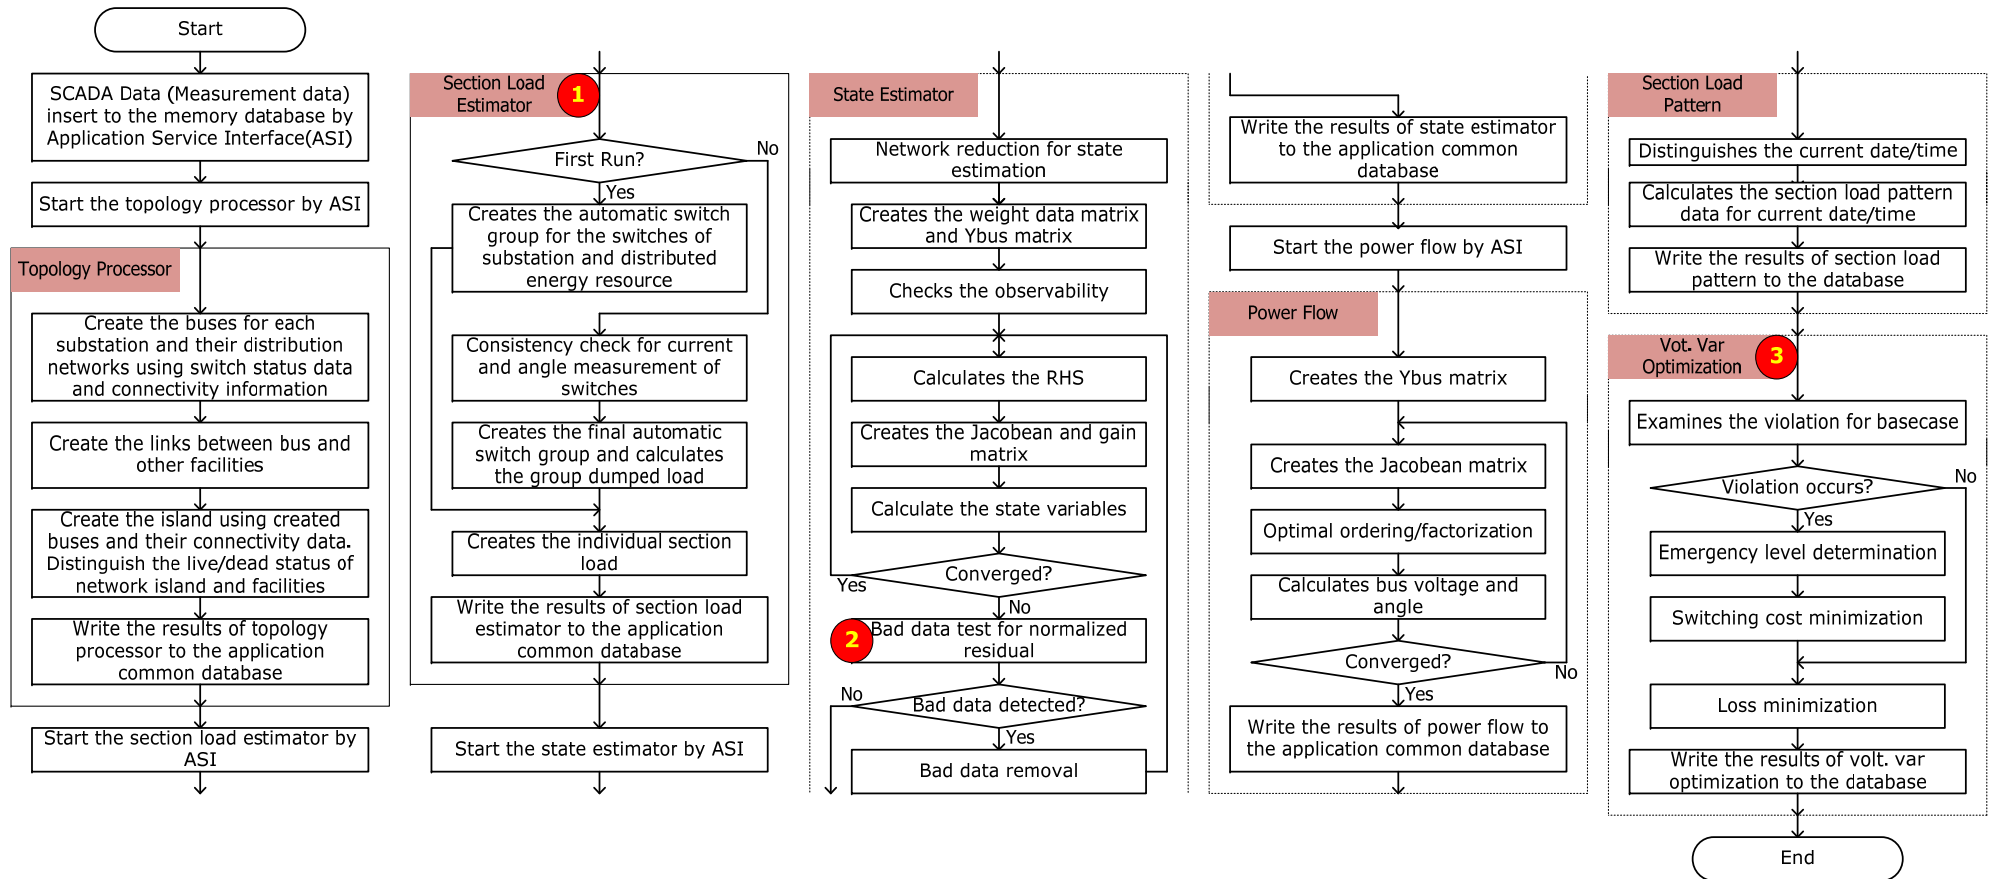 Start
SCADA Data (Measurement data)
insert to the memory database by
Application Service Interface(ASI)
Start the topology processor by ASI
Topology Processor
Create the buses for each
substation and their distribution
networks using switch status data
and connectivity information
Create the links between bus and
other facilities
Create the island using created
buses and their connectivity data.
Distinguish the live/dead status of
network island and facilities
Write the results of topology
processor to the application
common database
Start the section load estimator by
ASI
Section Load
Estimator
1
First Run?
No
Yes
Creates the automatic switch
group for the switches of
substation and distributed
energy resource
Consistency check for current
and angle measurement of
switches
Creates the final automatic
switch group and calculates
the group dumped load
Creates the individual section
load
Write the results of section load
estimator to the application
common database
Start the state estimator by ASI
State Estimator
Network reduction for state
estimation
Creates the weight data matrix
and Ybus matrix
Checks the observability
Calculates the RHS
Creates the Jacobean and gain
matrix
Calculate the state variables
Converged?
Yes
No
2
Bad data test for normalized
residual
No
Bad data detected?
Yes
Bad data removal
Write the results of state estimator
to the application common
database
Start the power flow by ASI
Power Flow
Creates the Ybus matrix
Creates the Jacobean matrix
Optimal ordering/factorization
Calculates bus voltage and
angle
Converged?
No
Yes
Write the results of power flow to
the application common database
Section Load
Pattern
Distinguishes the current date/time
Calculates the section load pattern
data for current date/time
Write the results of section load
pattern to the database
Vot. Var
Optimization
3
Examines the violation for basecase
Violation occurs?
No
Yes
Emergency level determination
Switching cost minimization
Loss minimization
Write the results of volt. var
optimization to the database
End